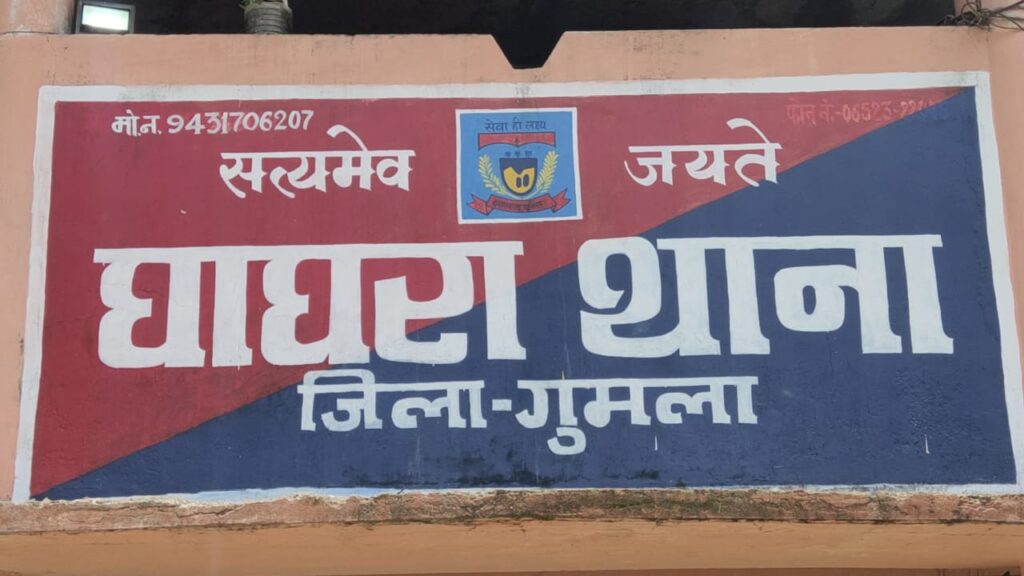 मो.न. 9431706207
सत्यमेव जयते
सेवा ही लक्ष्य
घाघरा थाना
जिला-गुमला